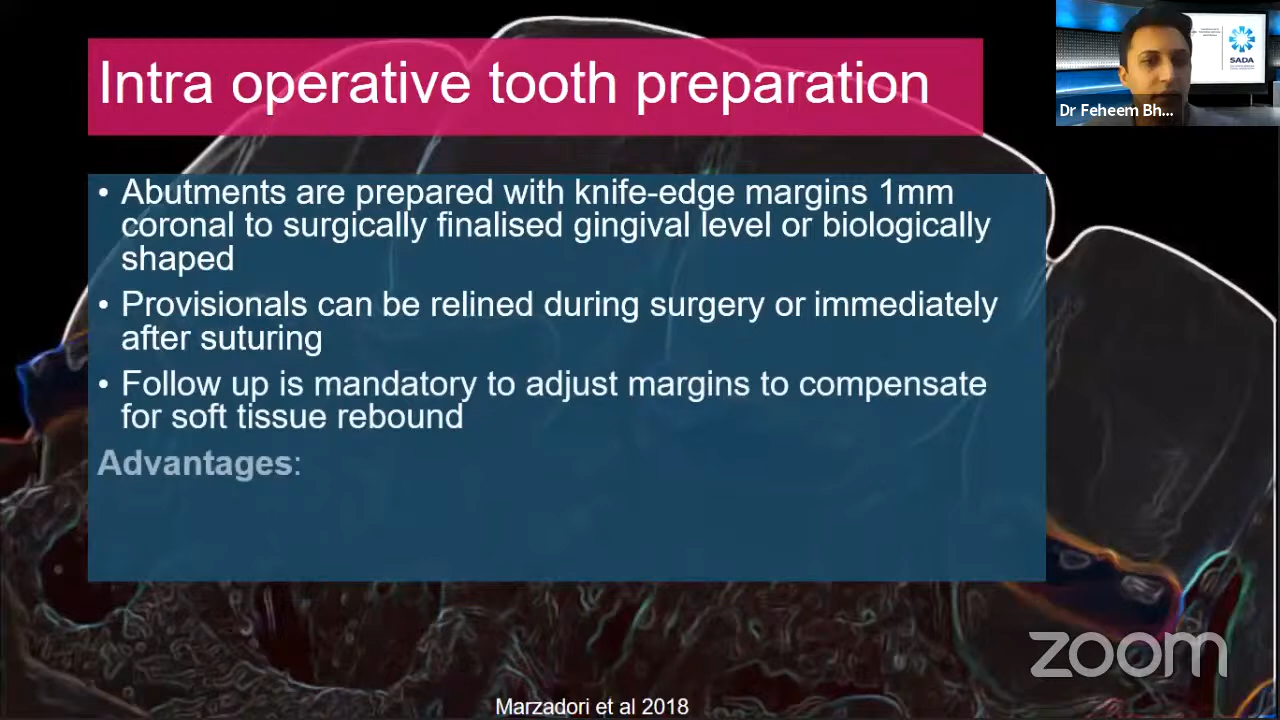 Intra operative tooth preparation
• Abutments are prepared with knife-edge margins 1mm
coronal to surgically finalised gingival level or biologically
shaped
• Provisionals can be relined during surgery or immediately
after suturing
• Follow up is mandatory to adjust margins to compensate
for soft tissue rebound
Advantages:
Marzadori et al 2018
SADA
Dr Feheem Bh...
zoom